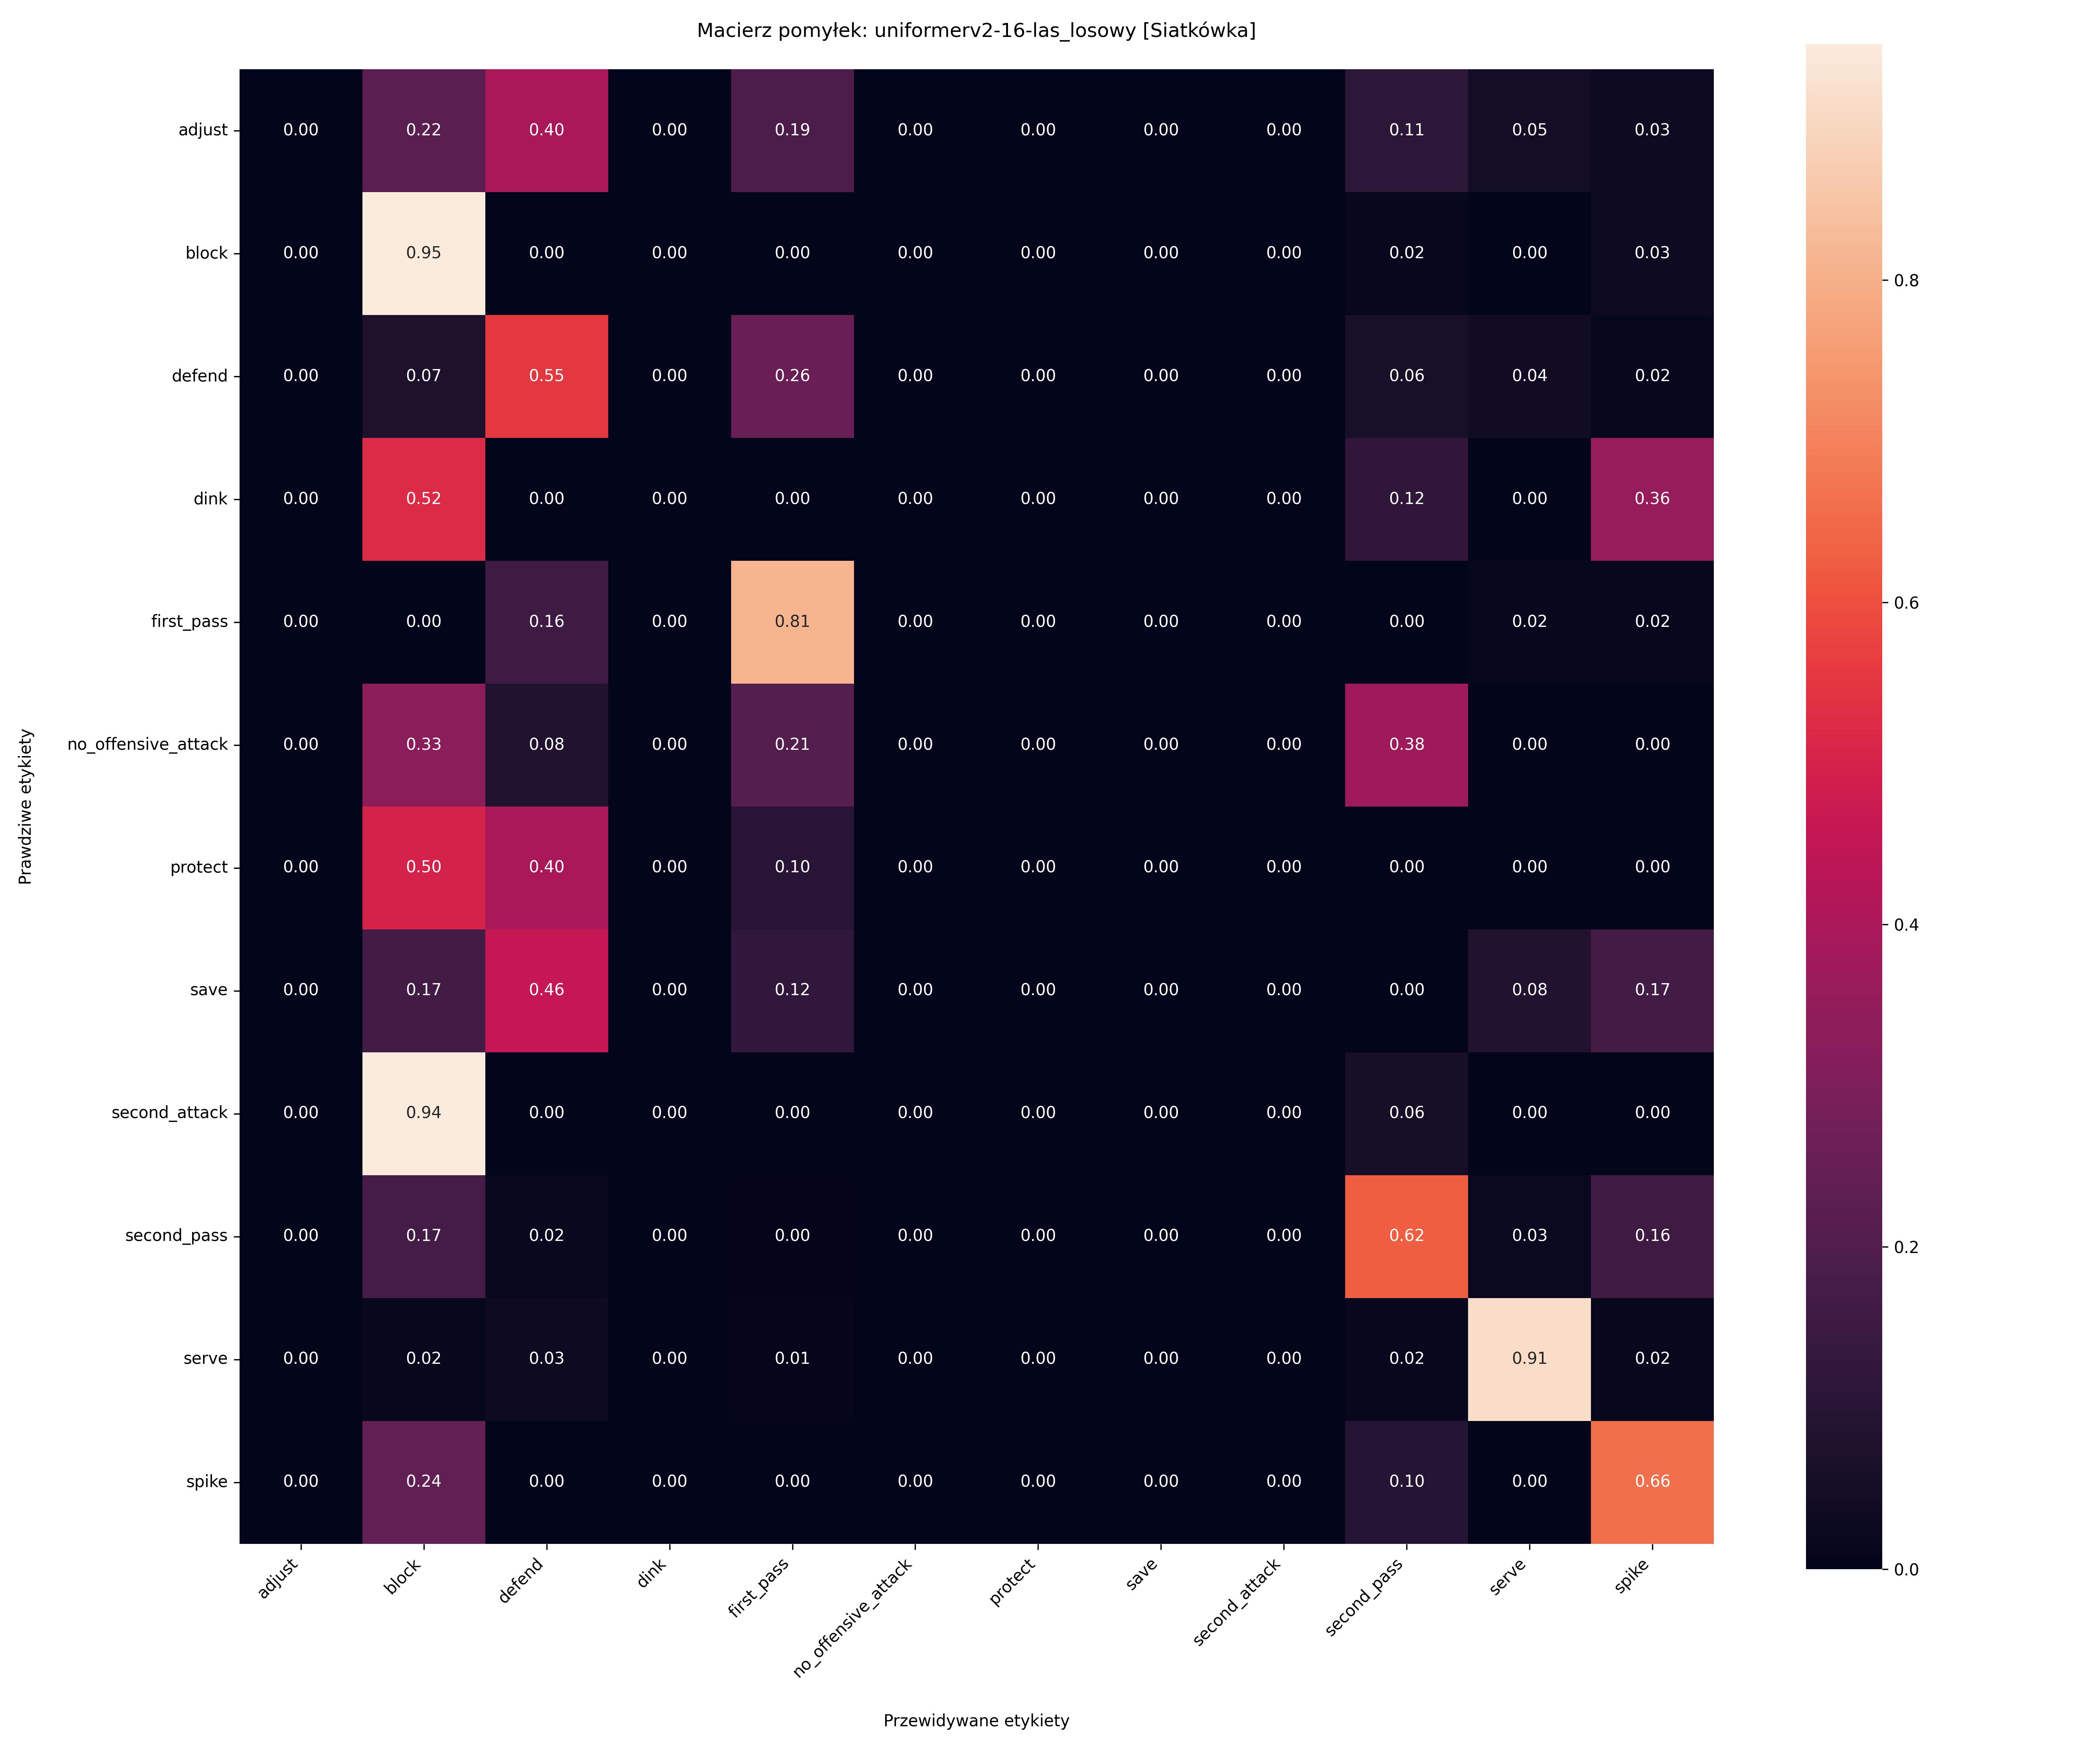 Macierz pomyłek: uniformerv2-16-las_losowy [Siatkówka]
adjust 0.00 0.22 0.40 0.00 0.19 0.00 0.00 0.00 0.00 0.11 0.05 0.03
block 0.00 0.95 0.00 0.00 0.00 0.00 0.00 0.00 0.00 0.02 0.00 0.03
defend 0.00 0.07 0.55 0.00 0.26 0.00 0.00 0.00 0.00 0.06 0.04 0.02
dink 0.00 0.52 0.00 0.00 0.00 0.00 0.00 0.00 0.00 0.12 0.00 0.36
first_pass 0.00 0.00 0.16 0.00 0.81 0.00 0.00 0.00 0.00 0.00 0.02 0.02
no_offensive_attack 0.00 0.33 0.08 0.00 0.21 0.00 0.00 0.00 0.00 0.38 0.00 0.00
protect 0.00 0.50 0.40 0.00 0.10 0.00 0.00 0.00 0.00 0.00 0.00 0.00
save 0.00 0.17 0.46 0.00 0.12 0.00 0.00 0.00 0.00 0.00 0.08 0.17
second_attack 0.00 0.94 0.00 0.00 0.00 0.00 0.00 0.00 0.00 0.06 0.00 0.00
second_pass 0.00 0.17 0.02 0.00 0.00 0.00 0.00 0.00 0.00 0.62 0.03 0.16
serve 0.00 0.02 0.03 0.00 0.01 0.00 0.00 0.00 0.00 0.02 0.91 0.02
spike 0.00 0.24 0.00 0.00 0.00 0.00 0.00 0.00 0.00 0.10 0.00 0.66
adjust block defend dink first_pass no_offensive_attack protect save second_attack second_pass serve spike
Przewidywane etykiety
Prawdziwe etykiety
0.8
0.6
0.4
0.2
0.0